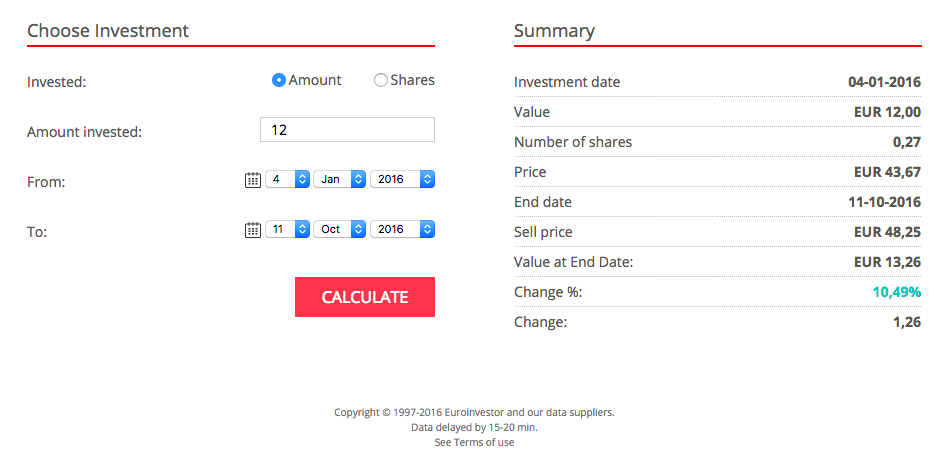 Choose Investment
Invested:
Amount
Shares
Amount invested:
12
From:
4 Jan 2016
To:
11 Oct 2016
CALCULATE
Summary
Investment date 04-01-2016
Value EUR 12,00
Number of shares 0,27
Price EUR 43,67
End date 11-10-2016
Sell price EUR 48,25
Value at End Date: EUR 13,26
Change %: 10,49%
Change: 1,26
Copyright © 1997-2016 Euroinvestor and our data suppliers.
Data delayed by 15-20 min.
See Terms of use